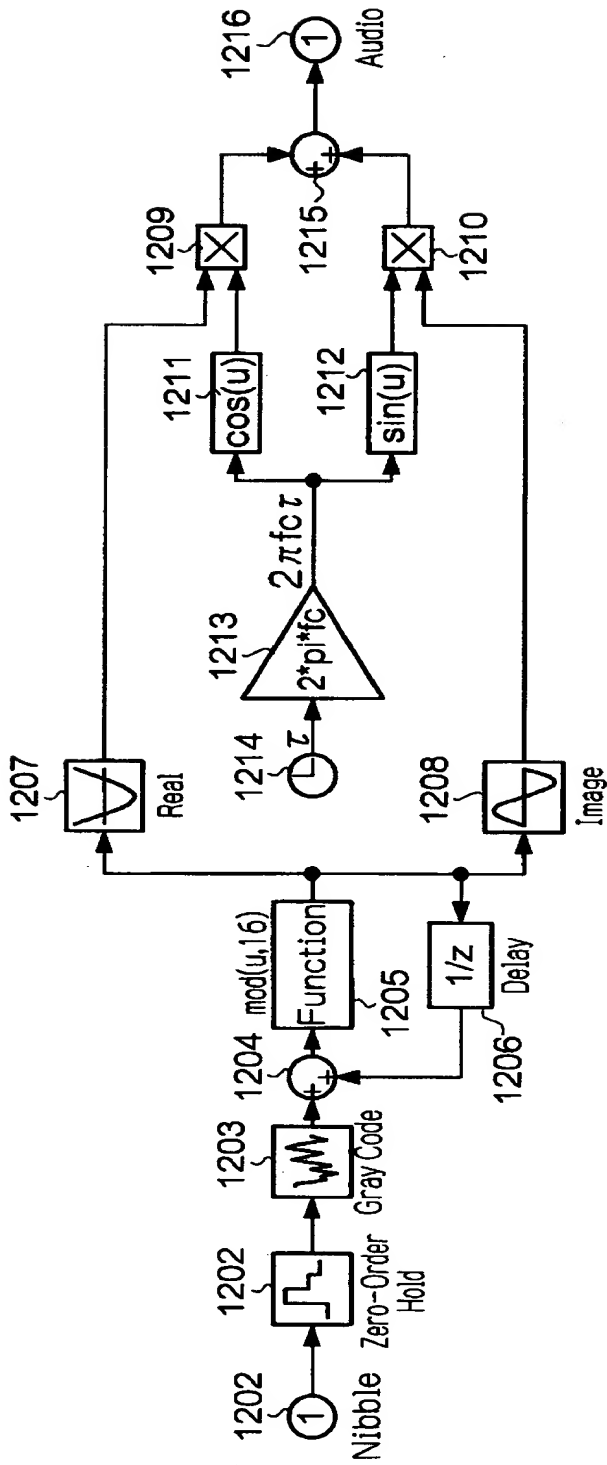 1202
1
Nibble
1202
Zero-Order
Hold
1203
Gray Code
1204
+
+
mod(u,16)
Function
1205
1/z
Delay
1206
1207
Real
1208
Image
1214
τ
1213
2*pi*fc
2πfcτ
1211
cos(u)
1212
sin(u)
1209
X
1210
X
1215
+
+
1216
1
Audio